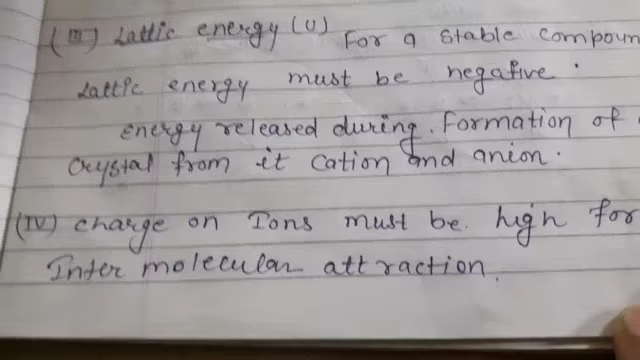 (III) Lattic energy (U) For a stable compoun
Lattic energy must be negative.
energy released during formation of
crystal from it cation and anion.
(IV) charge on Ions must be high for
Inter molecular attraction.